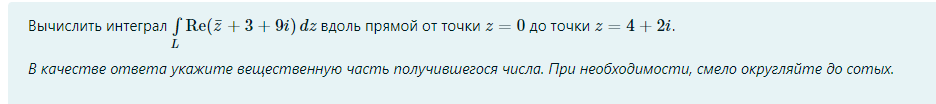 Вычислить интеграл ∫_L Re(z̄ + 3 + 9i) dz вдоль прямой от точки z = 0 до точки z = 4 + 2i.
В качестве ответа укажите вещественную часть получившегося числа. При необходимости, смело округляйте до сотых.